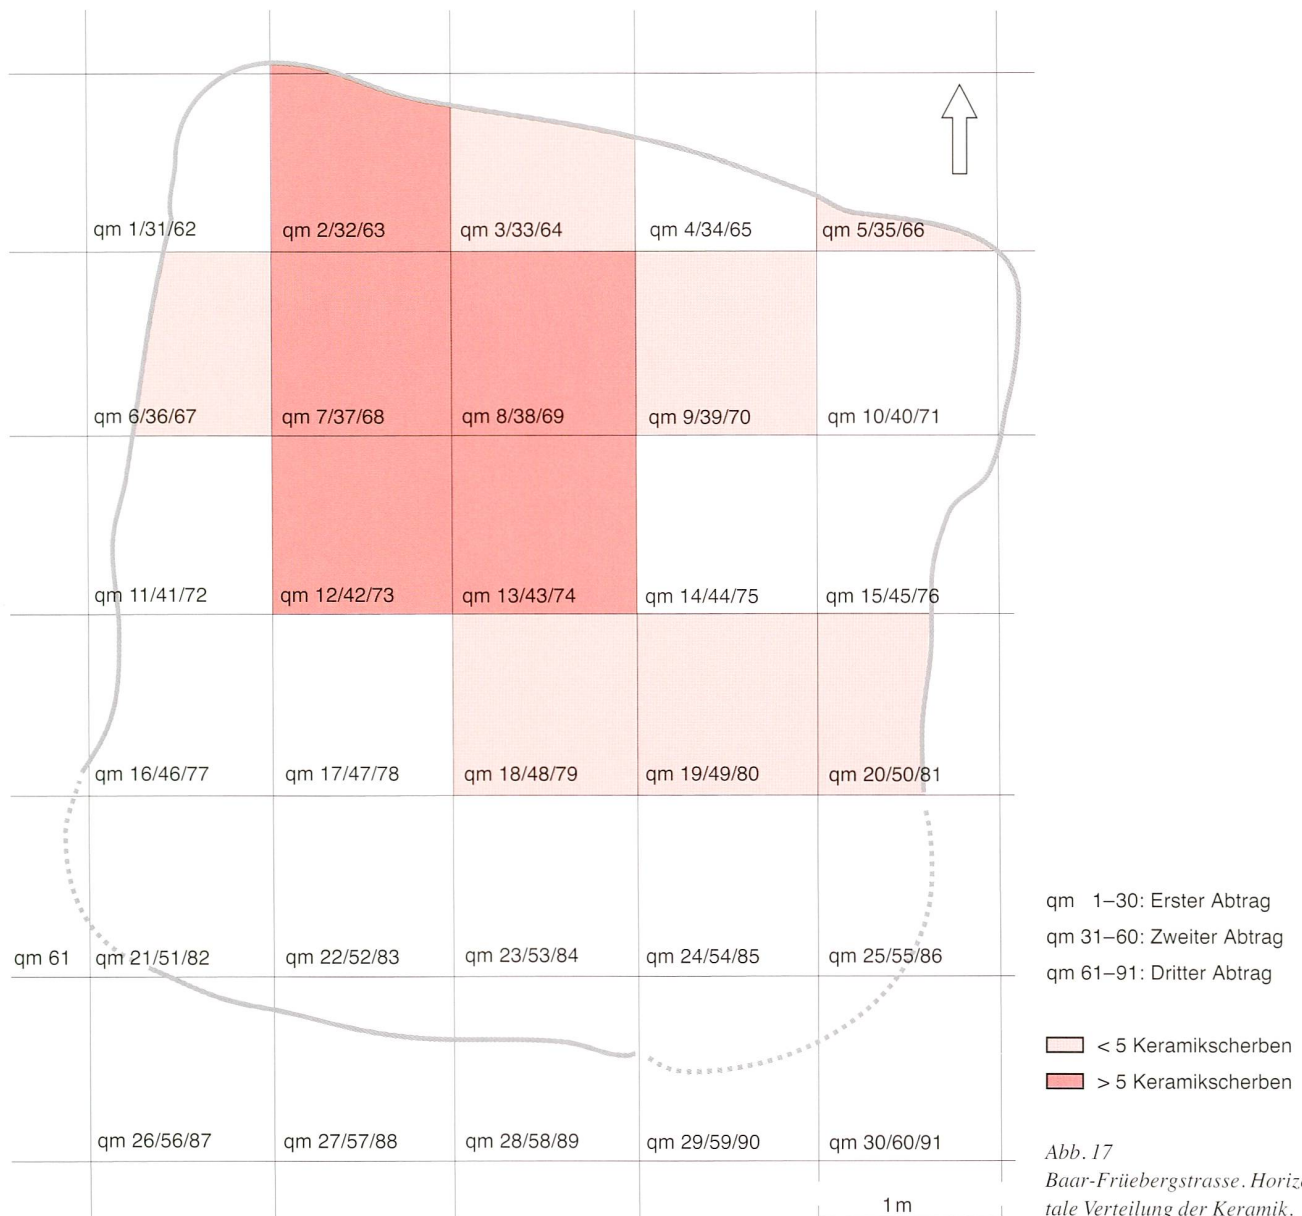 qm 1/31/62 qm 2/32/63 qm 3/33/64 qm 4/34/65 qm 5/35/66
qm 6/36/67 qm 7/37/68 qm 8/38/69 qm 9/39/70 qm 10/40/71
qm 11/41/72 qm 12/42/73 qm 13/43/74 qm 14/44/75 qm 15/45/76
qm 16/46/77 qm 17/47/78 qm 18/48/79 qm 19/49/80 qm 20/50/81
qm 61 qm 21/51/82 qm 22/52/83 qm 23/53/84 qm 24/54/85 qm 25/55/86
qm 26/56/87 qm 27/57/88 qm 28/58/89 qm 29/59/90 qm 30/60/91
1 m
qm 1–30: Erster Abtrag
qm 31–60: Zweiter Abtrag
qm 61–91: Dritter Abtrag
< 5 Keramikscherben
> 5 Keramikscherben
Abb. 17
Baar-Früebergstrasse. Horiz
tale Verteilung der Keramik.